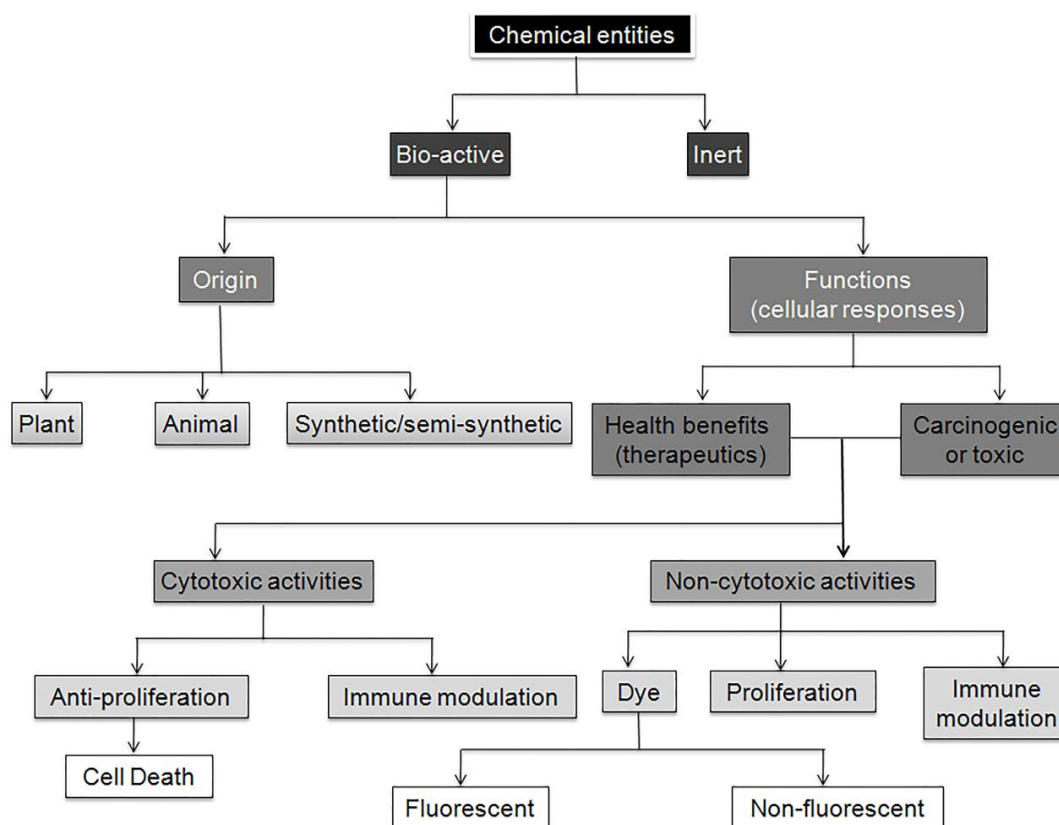 Chemical entities
Bio-active
Inert
Origin
Functions
(cellular responses)
Plant
Animal
Synthetic/semi-synthetic
Health benefits
(therapeutics)
Carcinogenic
or toxic
Cytotoxic activities
Non-cytotoxic activities
Anti-proliferation
Immune modulation
Dye
Proliferation
Immune
modulation
Cell Death
Fluorescent
Non-fluorescent